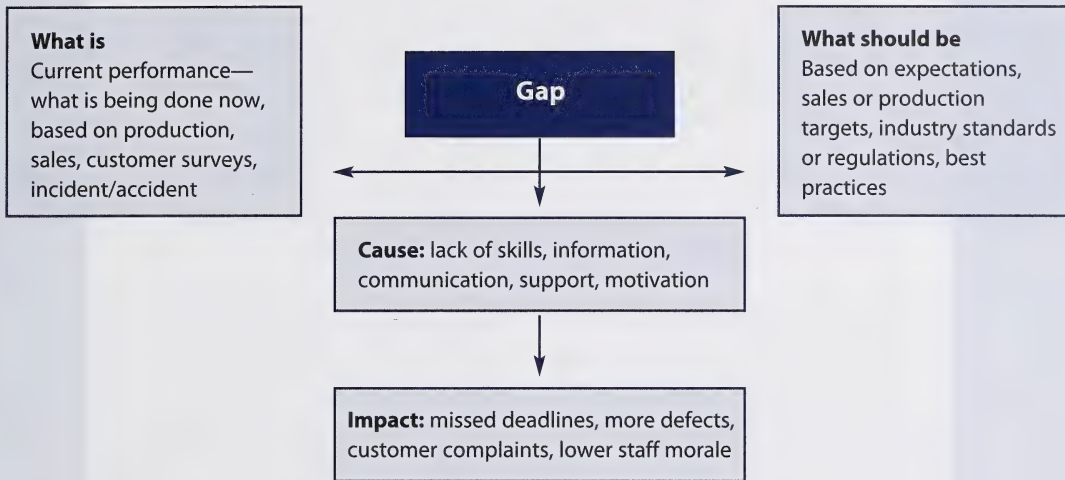 What is
Current performance—
what is being done now,
based on production,
sales, customer surveys,
incident/accident
Gap
What should be
Based on expectations,
sales or production
targets, industry standards
or regulations, best
practices
Cause: lack of skills, information,
communication, support, motivation
Impact: missed deadlines, more defects,
customer complaints, lower staff morale